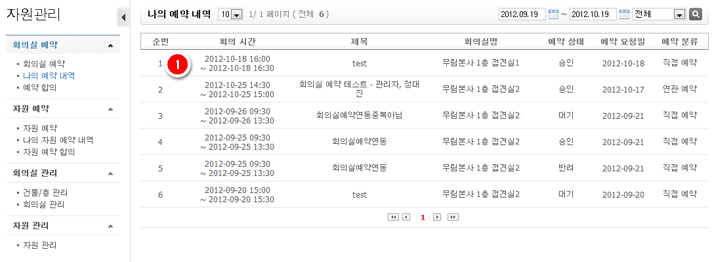 자원관리
회의실 예약
회의실 예약
나의 예약 내역
예약 합의
자원 예약
자원 예약
나의 자원 예약 내역
자원 예약 합의
회의실 관리
건물/층 관리
회의실 관리
자원 관리
자원 관리
나의 예약 내역 10 1/ 1 페이지 ( 전체 6 ) 2012.09.19 ~ 2012.10.19 전체
순번 회의 시간 제목 회의실명 예약 상태 예약 요청일 예약 분류
1 2012-10-18 16:00 ~ 2012-10-18 16:30 test 무림본사 1층 접견실1 승인 2012-10-18 직접 예약
1
2 2012-10-25 14:30 ~ 2012-10-25 15:00 회의실 예약 테스트 - 관리자, 정대진 무림본사 1층 접견실2 승인 2012-10-17 연관 예약
3 2012-09-26 09:30 ~ 2012-09-26 13:30 회의실예약연동중복아님 무림본사 1층 접견실2 대기 2012-09-21 직접 예약
4 2012-09-25 09:30 ~ 2012-09-25 13:30 회의실예약연동 무림본사 1층 접견실2 승인 2012-09-21 직접 예약
5 2012-09-25 09:30 ~ 2012-09-25 13:30 회의실예약연동 무림본사 1층 접견실2 반려 2012-09-21 직접 예약
6 2012-09-20 15:00 ~ 2012-09-20 15:30 test 무림본사 1층 접견실2 대기 2012-09-20 직접 예약
1